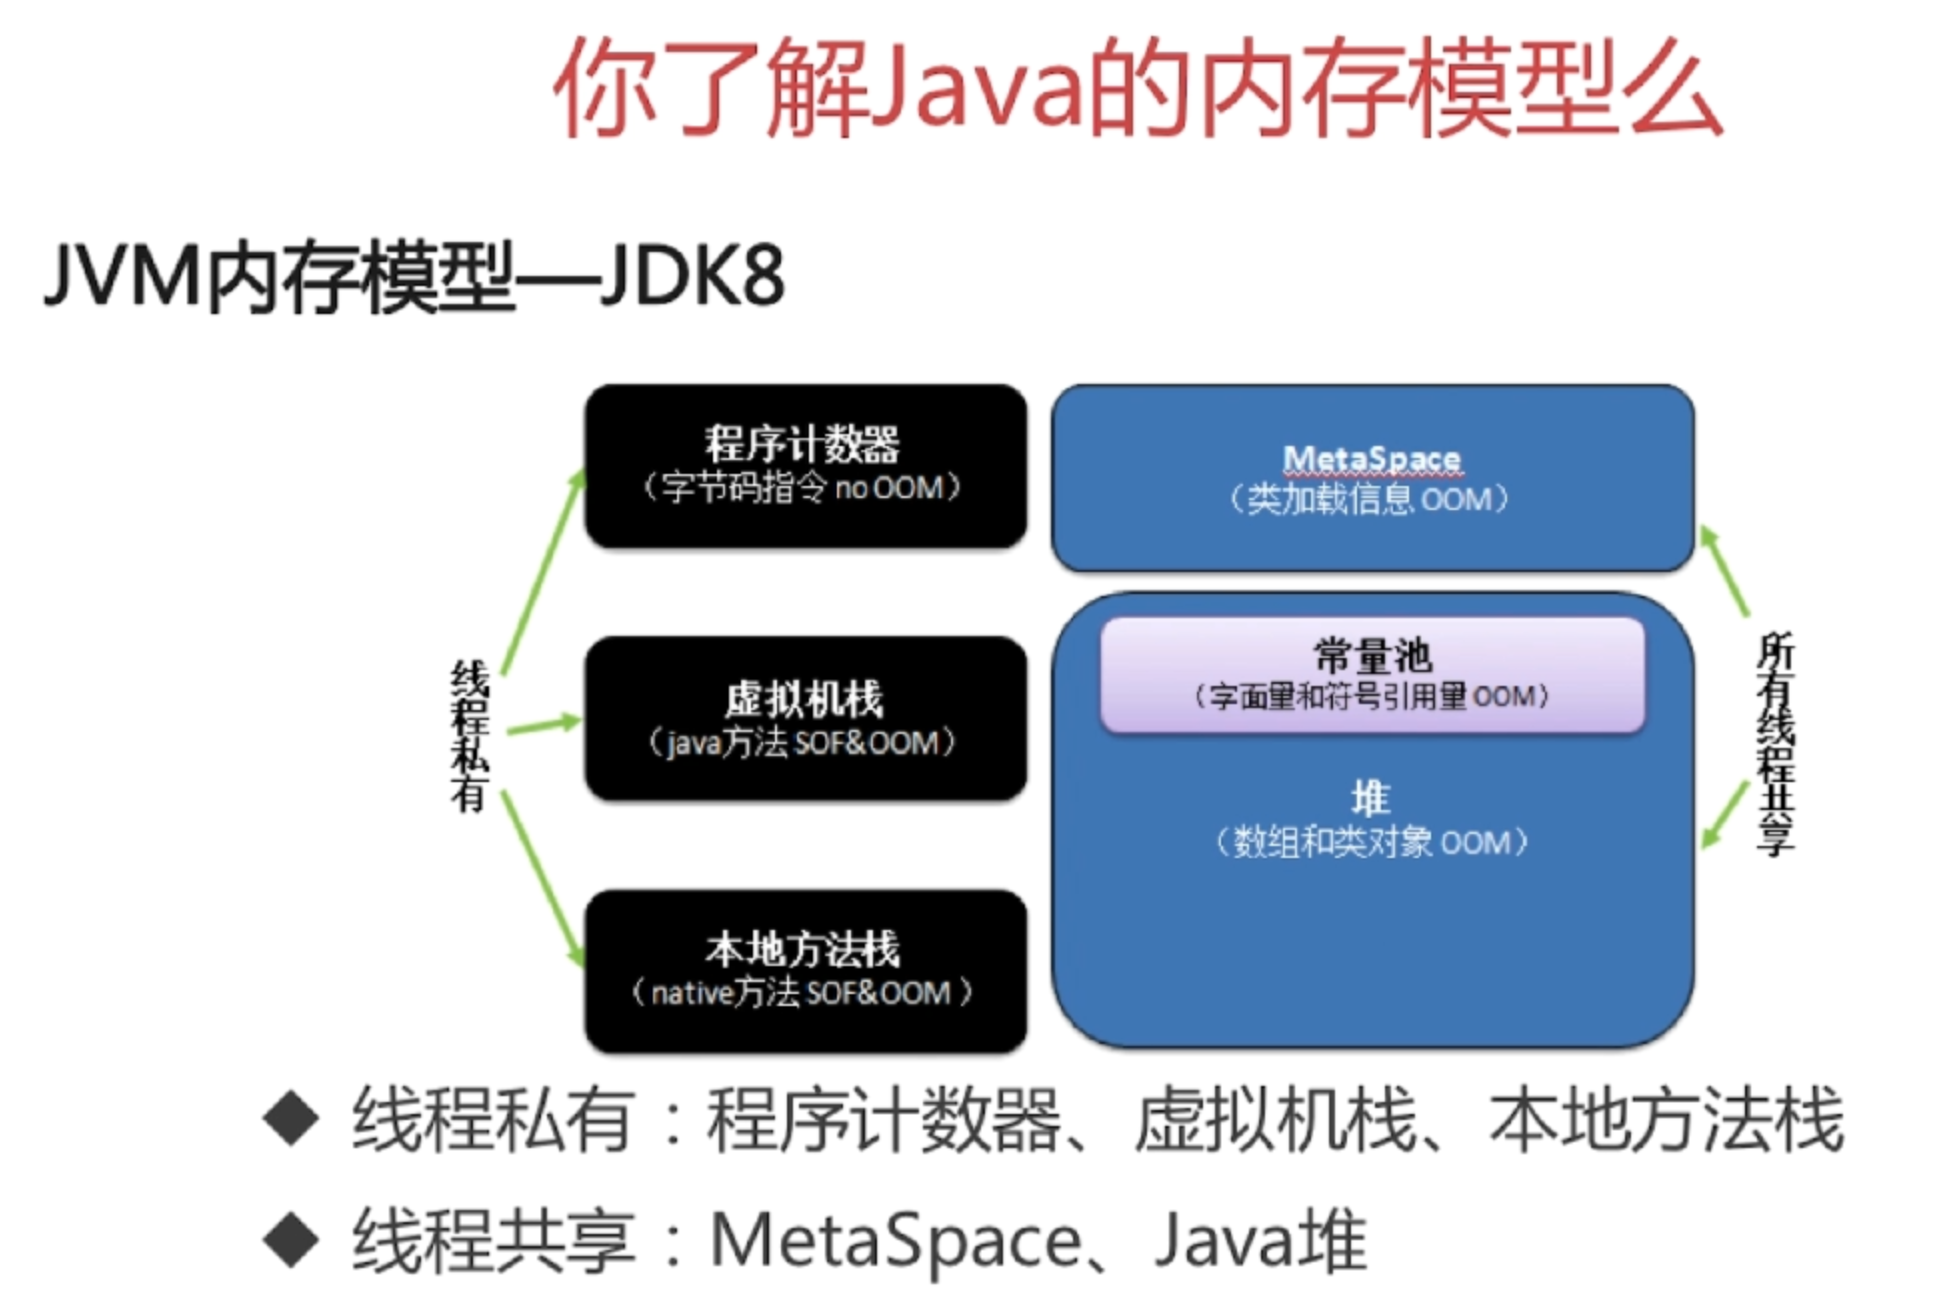 你了解Java的内存模型么
JVM内存模型—JDK8
程序计数器
（字节码指令 no OOM）
MetaSpace
（类加载信息 OOM）
线程私有
虚拟机栈
（java方法 SOF&OOM）
常量池
（字面量和符号引用量 OOM）
堆
（数组和类对象 OOM）
所有线程共享
本地方法栈
（native方法 SOF&OOM ）
◆ 线程私有：程序计数器、虚拟机栈、本地方法栈
◆ 线程共享：MetaSpace、Java堆